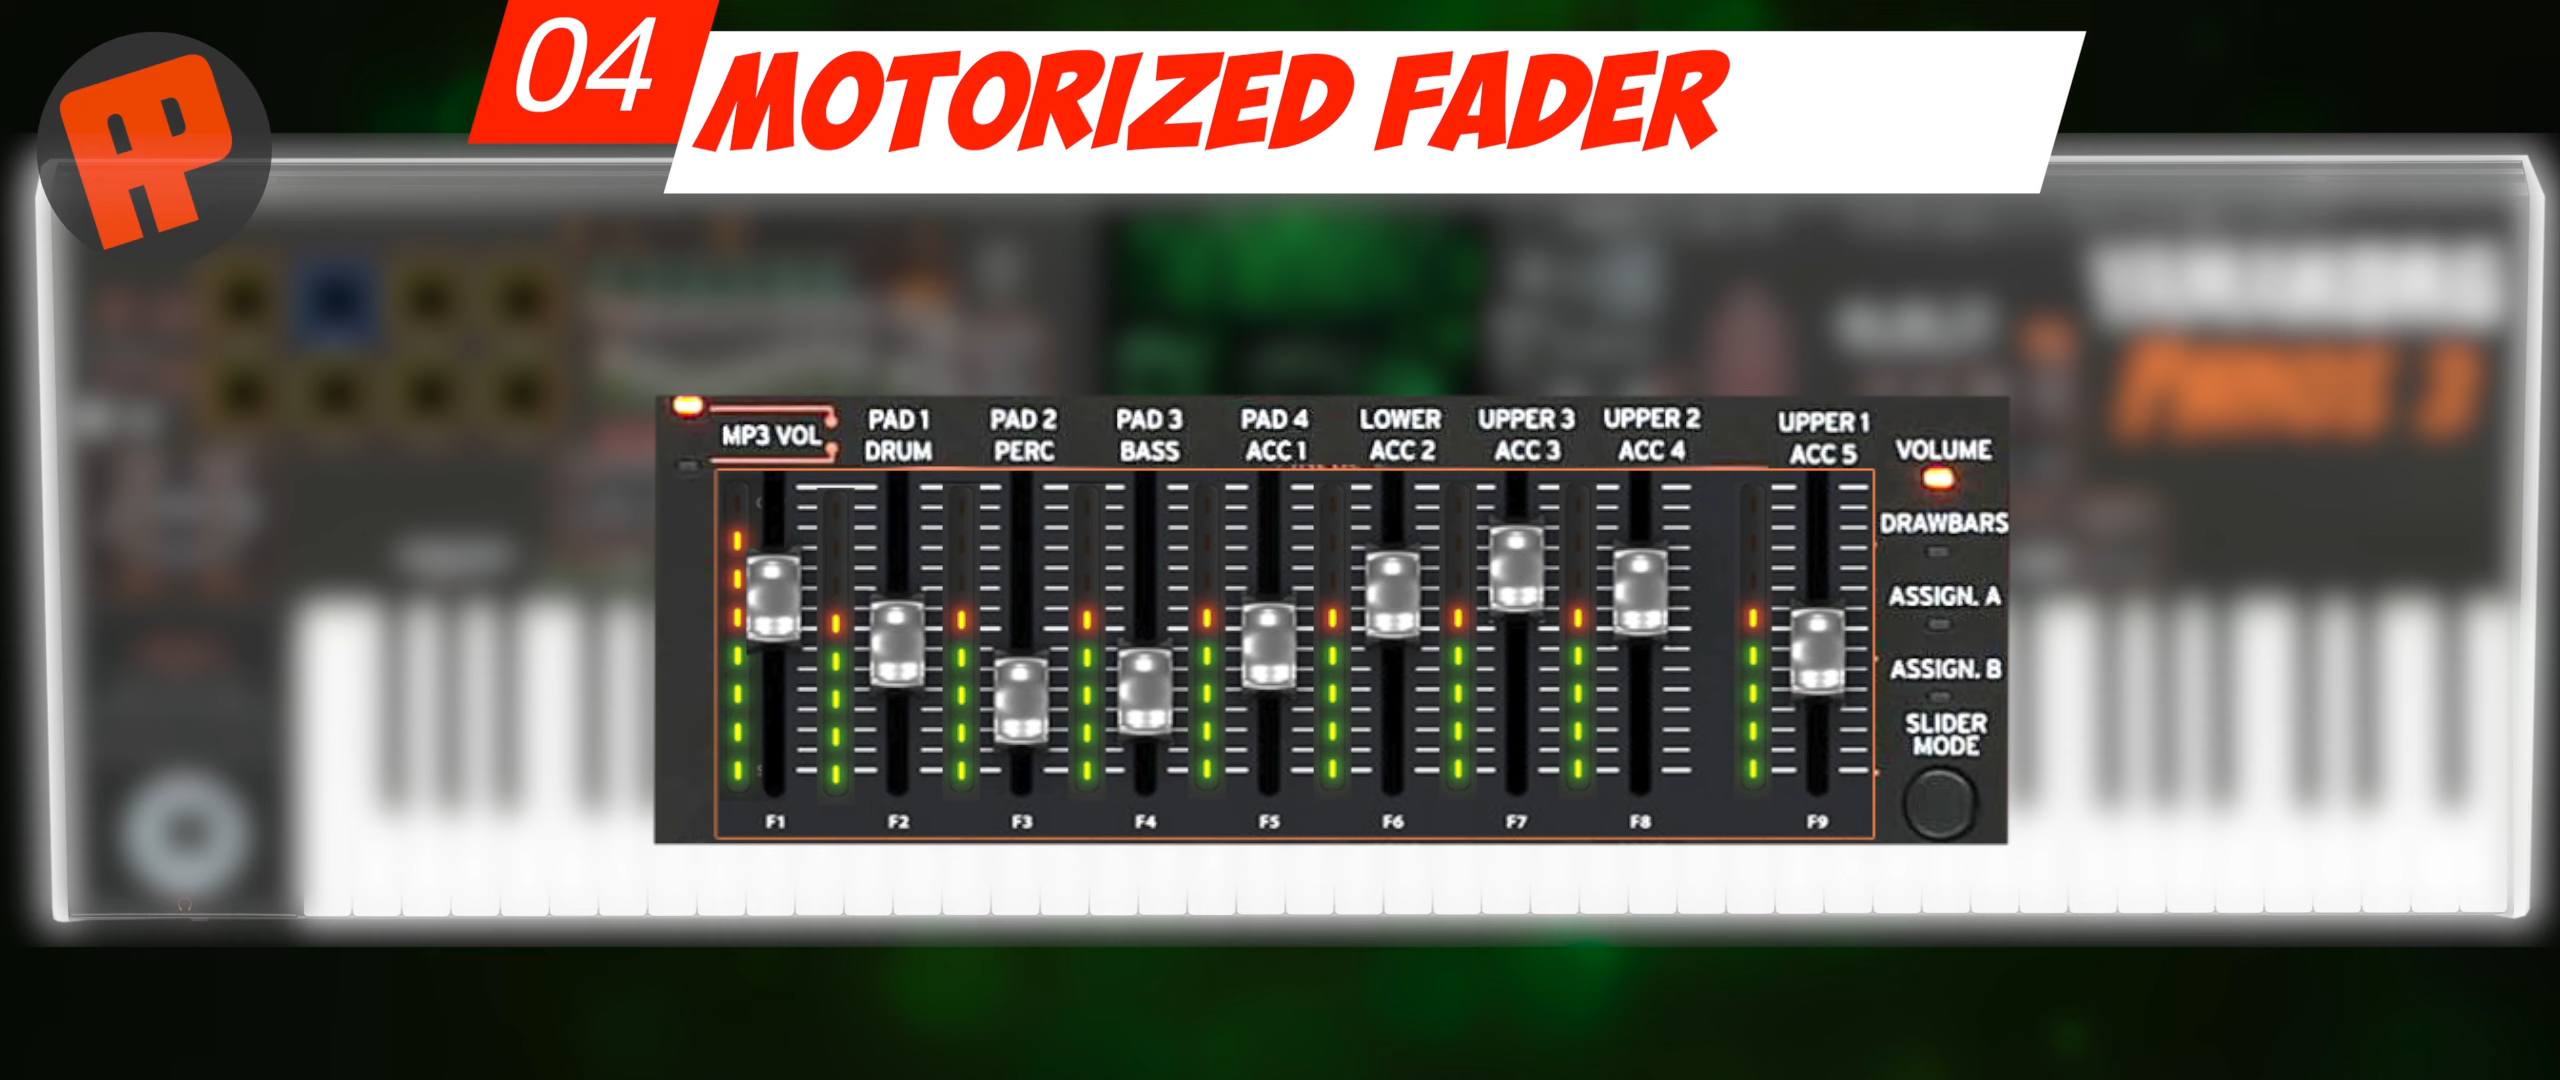 04
MOTORIZED FADER
MP3 VOL
PAD 1
DRUM
PAD 2
PERC
PAD 3
BASS
PAD 4
ACC 1
LOWER
ACC 2
UPPER 3
ACC 3
UPPER 2
ACC 4
UPPER 1
ACC 5
VOLUME
DRAWBARS
ASSIGN. A
ASSIGN. B
SLIDER
MODE
F1
F2
F3
F4
F5
F6
F7
F8
F9